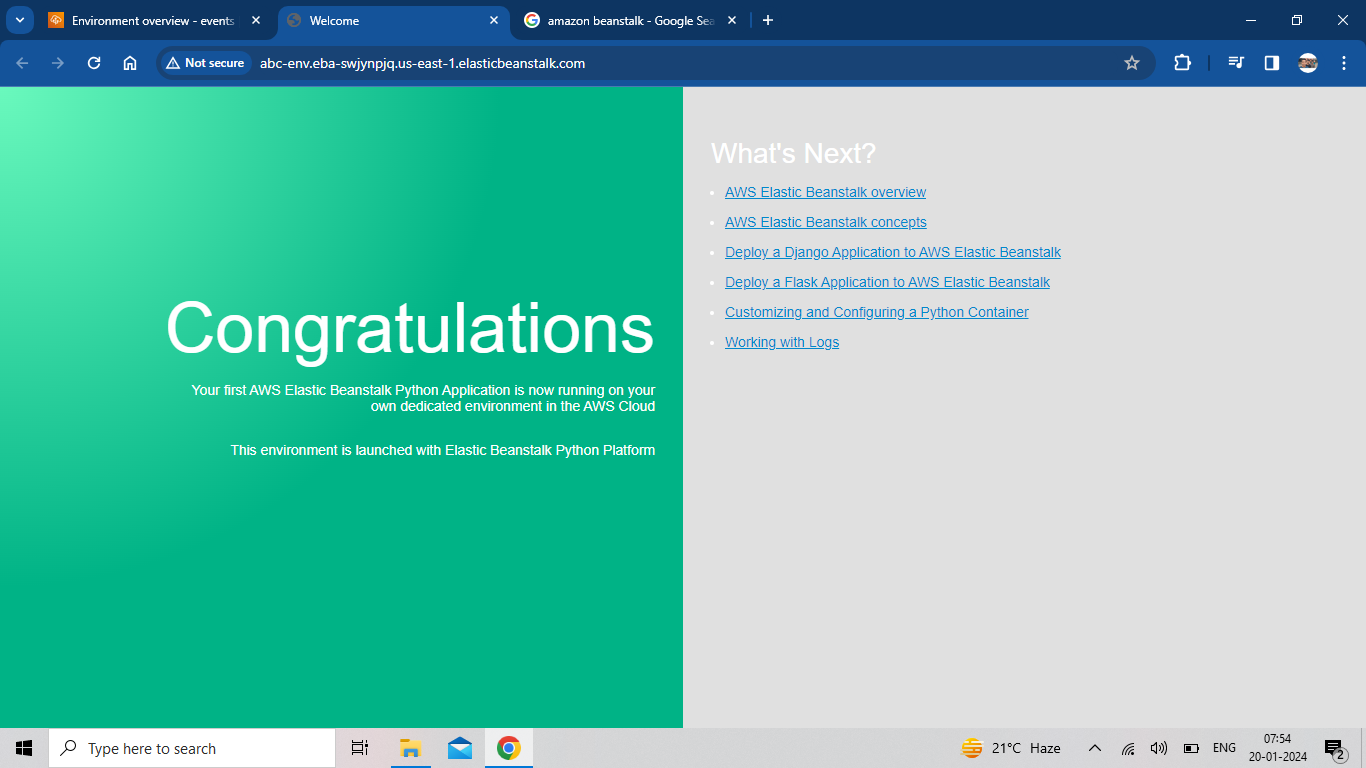 Environment overview - events
Welcome
amazon beanstalk - Google Sea
Not secure
abc-env.eba-swjynpjq.us-east-1.elasticbeanstalk.com
Congratulations
Your first AWS Elastic Beanstalk Python Application is now running on your
own dedicated environment in the AWS Cloud
This environment is launched with Elastic Beanstalk Python Platform
What's Next?
AWS Elastic Beanstalk overview
AWS Elastic Beanstalk concepts
Deploy a Django Application to AWS Elastic Beanstalk
Deploy a Flask Application to AWS Elastic Beanstalk
Customizing and Configuring a Python Container
Working with Logs
Type here to search
21°C Haze
ENG
07:54
20-01-2024
2